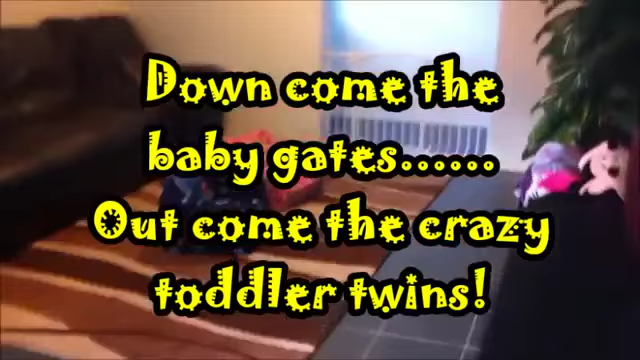 Down come the
baby gates......
Out come the crazy
toddler twins!